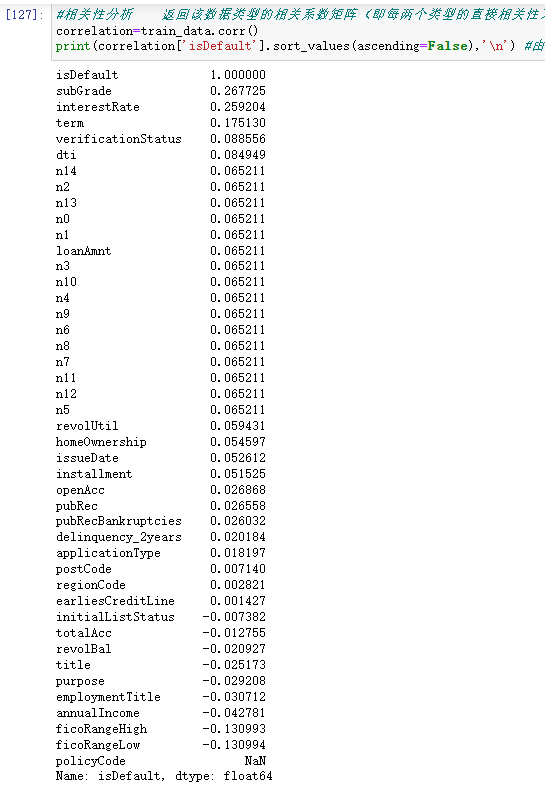 [127]: #相关性分析 返回该数据类型的相关系数矩阵（即每两个类型的直接相关性
correlation=train_data.corr()
print(correlation['isDefault'].sort_values(ascending=False),'\n') #由
isDefault 1.000000
subGrade 0.267725
interestRate 0.259204
term 0.175130
verificationStatus 0.088556
dti 0.084949
n14 0.065211
n2 0.065211
n13 0.065211
n0 0.065211
n1 0.065211
loanAmnt 0.065211
n3 0.065211
n10 0.065211
n4 0.065211
n9 0.065211
n6 0.065211
n8 0.065211
n7 0.065211
n11 0.065211
n12 0.065211
n5 0.065211
revolUtil 0.059431
homeOwnership 0.054597
issueDate 0.052612
installment 0.051525
openAcc 0.026868
pubRec 0.026558
pubRecBankruptcies 0.026032
delinquency_2years 0.020184
applicationType 0.018197
postCode 0.007140
regionCode 0.002821
earliesCreditLine 0.001427
initialListStatus -0.007382
totalAcc -0.012755
revolBal -0.020927
title -0.025173
purpose -0.029208
employmentTitle -0.030712
annualIncome -0.042781
ficoRangeHigh -0.130993
ficoRangeLow -0.130994
policyCode NaN
Name: isDefault, dtype: float64